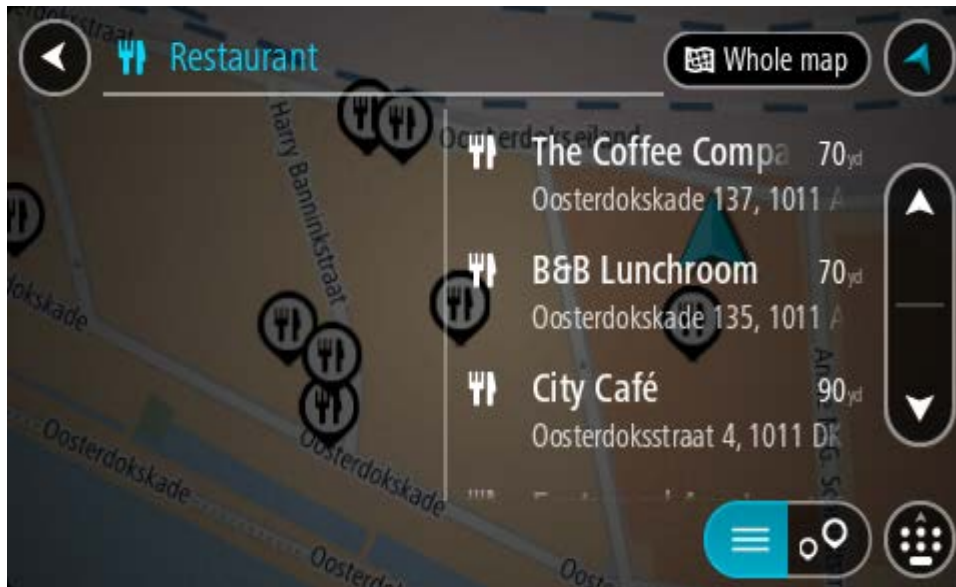 Restaurant
Whole map
Oosterdokseiland
The Coffee Compa 70yd
Oosterdokskade 137, 1011 A
B&B Lunchroom 70yd
Oosterdokskade 135, 1011 A
City Café 90yd
Oosterdoksstraat 4, 1011 DK
Harry Banninkstraat
Oosterdokskade
Oosterdokskade